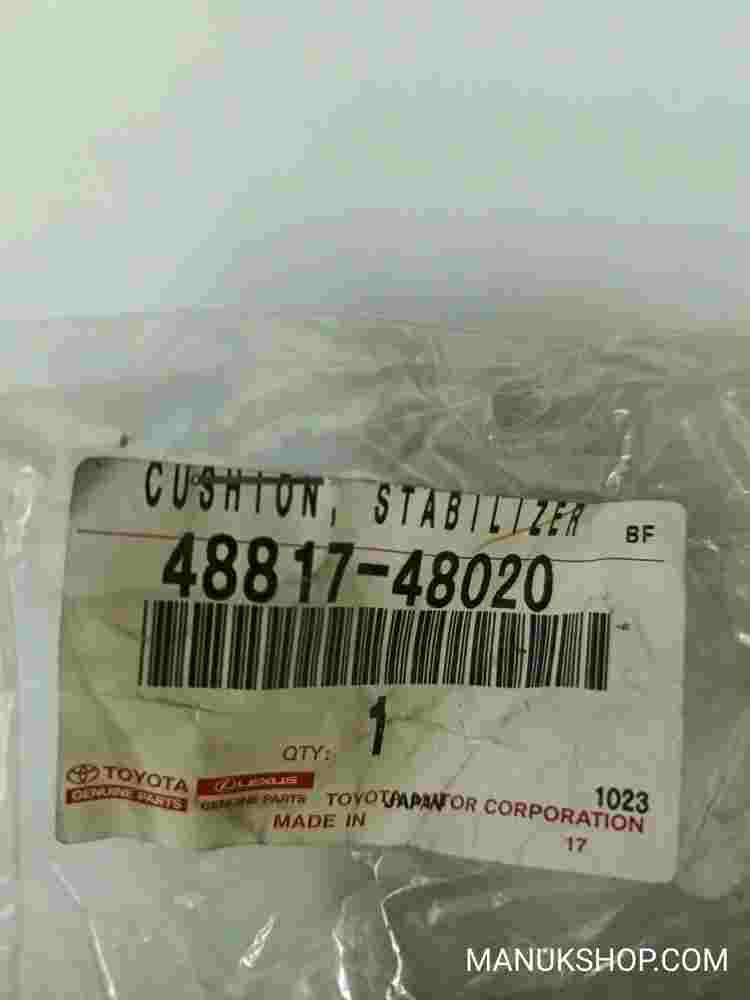 CUSHION, STABILIZER BF
48817-48020
QTY: 1
TOYOTA LEXUS
GENUINE PARTS GENUINE PARTS TOYOTA MOTOR CORPORATION 1023
MADE IN JAPAN 17
MANUKSHOP.COM